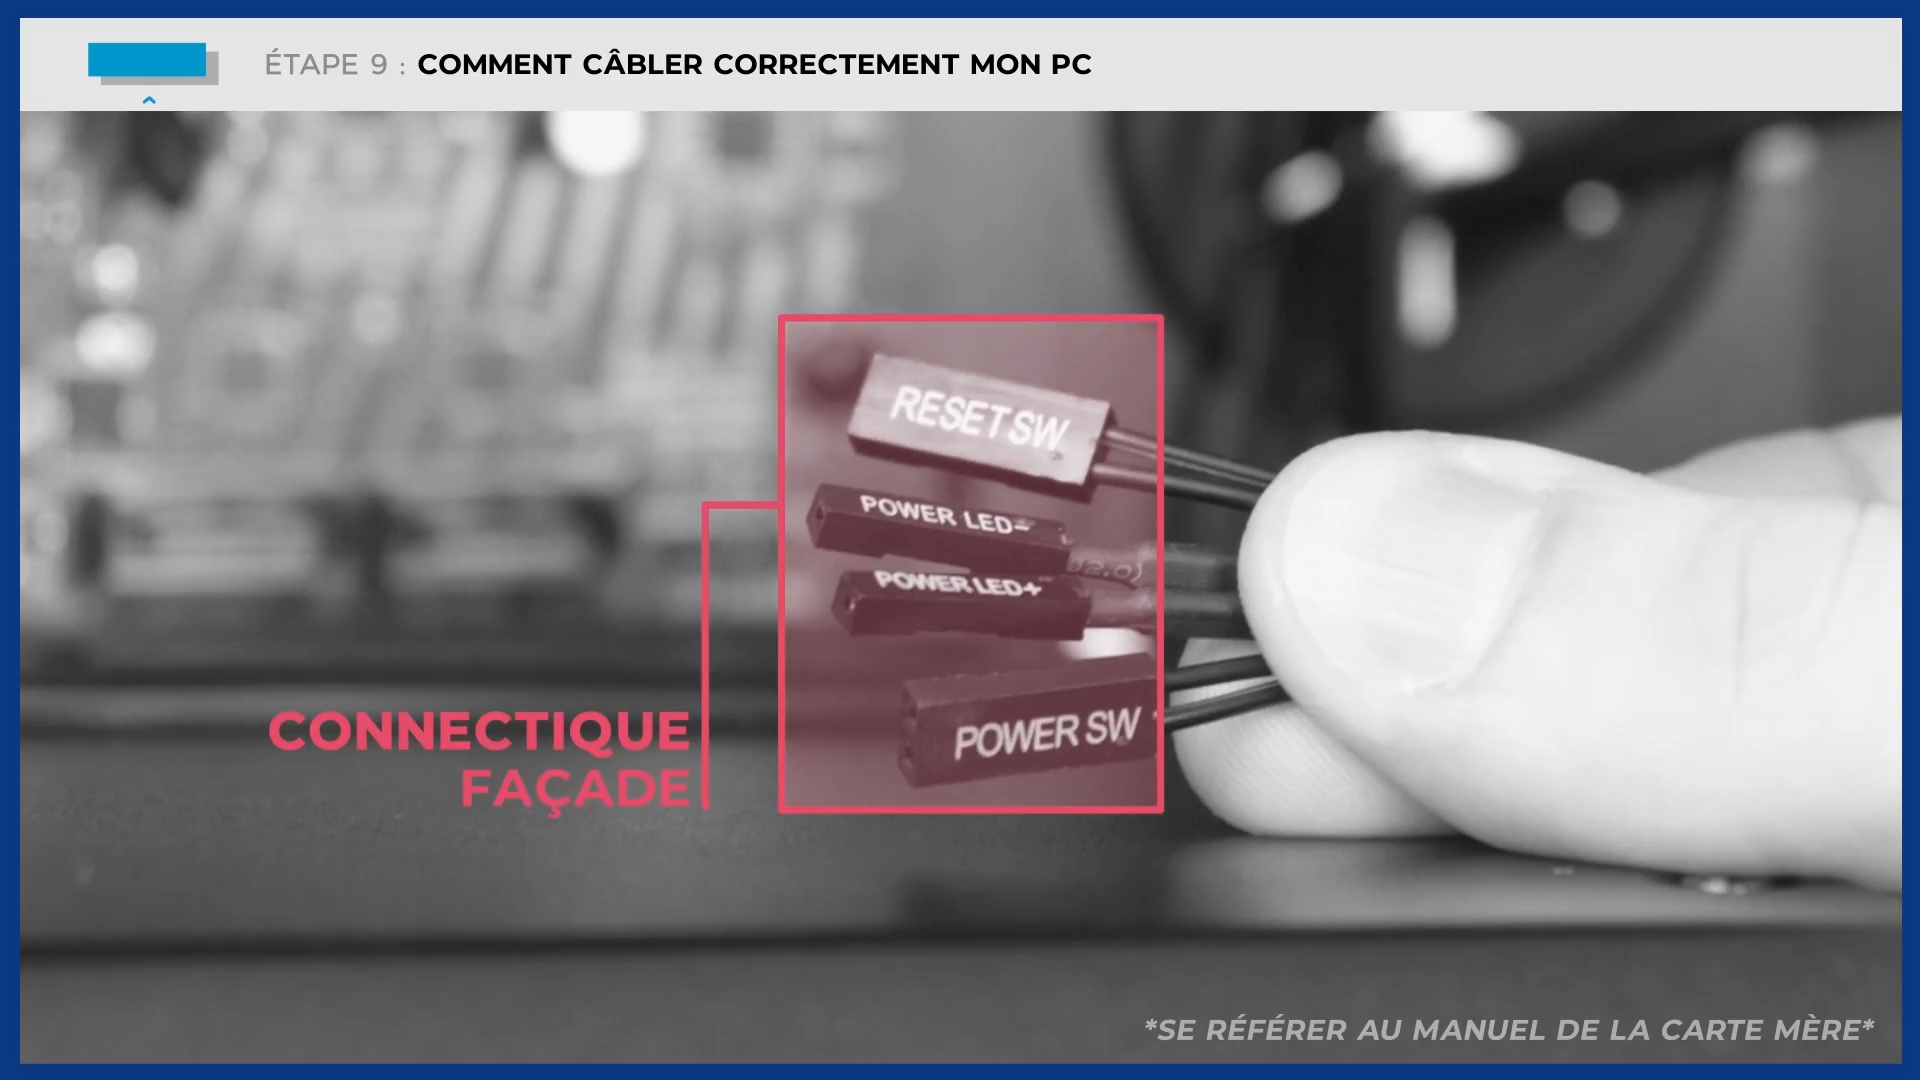 ÉTAPE 9 : COMMENT CÂBLER CORRECTEMENT MON PC
RESET SW
POWER LED-
POWER LED+
POWER SW
CONNECTIQUE
FAÇADE
*SE RÉFÉRER AU MANUEL DE LA CARTE MÈRE*